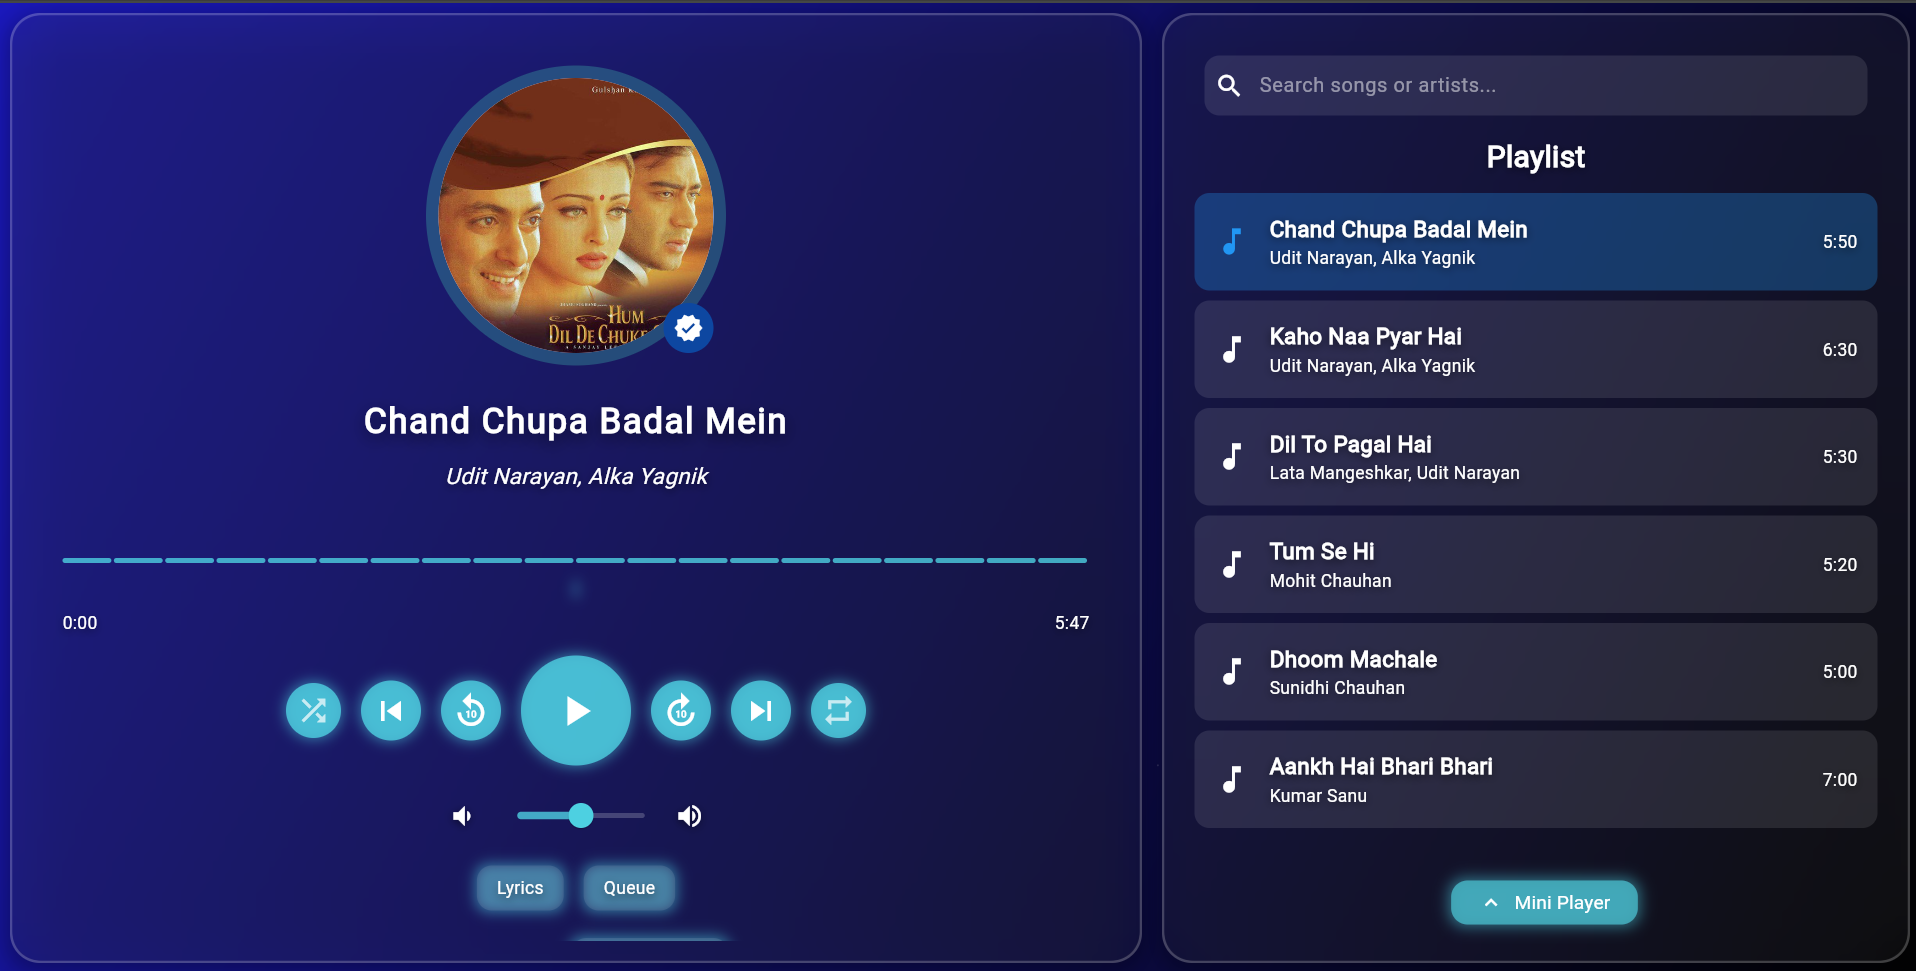 Gulshan
HUM
DIL DE CHUKE
Chand Chupa Badal Mein
Udit Narayan, Alka Yagnik
0:00
5:47
10
10
Lyrics
Queue
Search songs or artists...
Playlist
Chand Chupa Badal Mein
Udit Narayan, Alka Yagnik
5:50
Kaho Naa Pyar Hai
Udit Narayan, Alka Yagnik
6:30
Dil To Pagal Hai
Lata Mangeshkar, Udit Narayan
5:30
Tum Se Hi
Mohit Chauhan
5:20
Dhoom Machale
Sunidhi Chauhan
5:00
Aankh Hai Bhari Bhari
Kumar Sanu
7:00
Mini Player